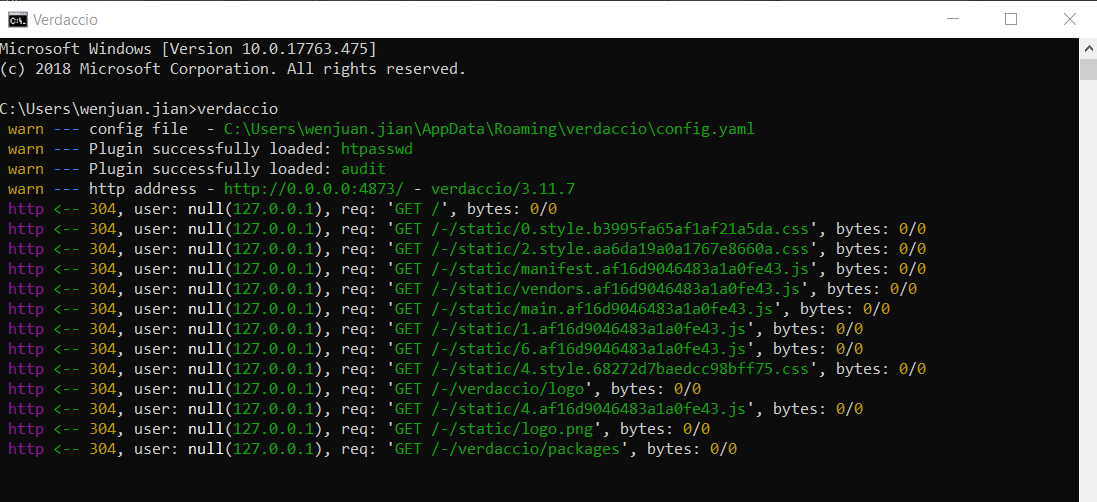 Verdaccio
Microsoft Windows [Version 10.0.17763.475]
(c) 2018 Microsoft Corporation. All rights reserved.
C:\Users\wenjuan.jian>verdaccio
warn --- config file  - C:\Users\wenjuan.jian\AppData\Roaming\verdaccio\config.yaml
warn --- Plugin successfully loaded: htpasswd
warn --- Plugin successfully loaded: audit
warn --- http address - http://0.0.0.0:4873/ - verdaccio/3.11.7
http <-- 304, user: null(127.0.0.1), req: 'GET /', bytes: 0/0
http <-- 304, user: null(127.0.0.1), req: 'GET /-/static/0.style.b3995fa65af1af21a5da.css', bytes: 0/0
http <-- 304, user: null(127.0.0.1), req: 'GET /-/static/2.style.aa6da19a0a1767e8660a.css', bytes: 0/0
http <-- 304, user: null(127.0.0.1), req: 'GET /-/static/manifest.af16d9046483a1a0fe43.js', bytes: 0/0
http <-- 304, user: null(127.0.0.1), req: 'GET /-/static/vendors.af16d9046483a1a0fe43.js', bytes: 0/0
http <-- 304, user: null(127.0.0.1), req: 'GET /-/static/main.af16d9046483a1a0fe43.js', bytes: 0/0
http <-- 304, user: null(127.0.0.1), req: 'GET /-/static/1.af16d9046483a1a0fe43.js', bytes: 0/0
http <-- 304, user: null(127.0.0.1), req: 'GET /-/static/6.af16d9046483a1a0fe43.js', bytes: 0/0
http <-- 304, user: null(127.0.0.1), req: 'GET /-/static/4.style.68272d7baedcc98bff75.css', bytes: 0/0
http <-- 304, user: null(127.0.0.1), req: 'GET /-/verdaccio/logo', bytes: 0/0
http <-- 304, user: null(127.0.0.1), req: 'GET /-/static/4.af16d9046483a1a0fe43.js', bytes: 0/0
http <-- 304, user: null(127.0.0.1), req: 'GET /-/static/logo.png', bytes: 0/0
http <-- 304, user: null(127.0.0.1), req: 'GET /-/verdaccio/packages', bytes: 0/0